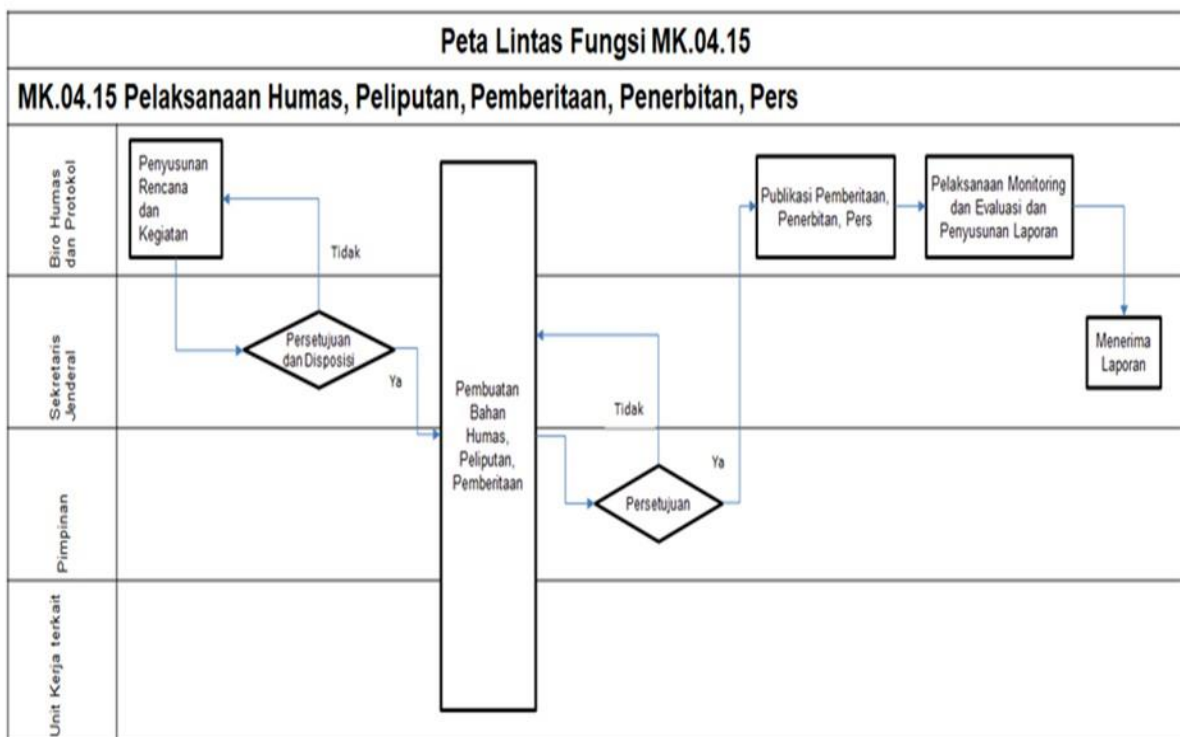 Peta Lintas Fungsi MK.04.15
MK.04.15 Pelaksanaan Humas, Peliputan, Pemberitaan, Penerbitan, Pers
Biro Humas
dan Protokol
Penyusunan
Rencana
dan
Kegiatan
Tidak
Publikasi Pemberitaan,
Penerbitan, Pers
Pelaksanaan Monitoring
dan Evaluasi dan
Penyusunan Laporan
Sekretaris
Jenderal
Persetujuan
dan Disposisi
Ya
Pembuatan
Bahan
Humas,
Peliputan,
Pemberitaan
Tidak
Menerima
Laporan
Pimpinan
Persetujuan
Ya
Unit Kerja terkait